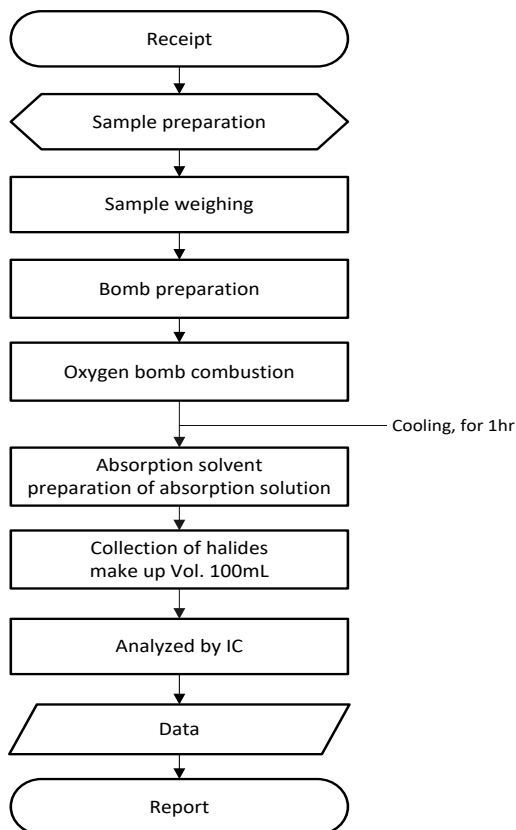 Receipt
Sample preparation
Sample weighing
Bomb preparation
Oxygen bomb combustion
Cooling, for 1hr
Absorption solvent
preparation of absorption solution
Collection of halides
make up Vol. 100mL
Analyzed by IC
Data
Report